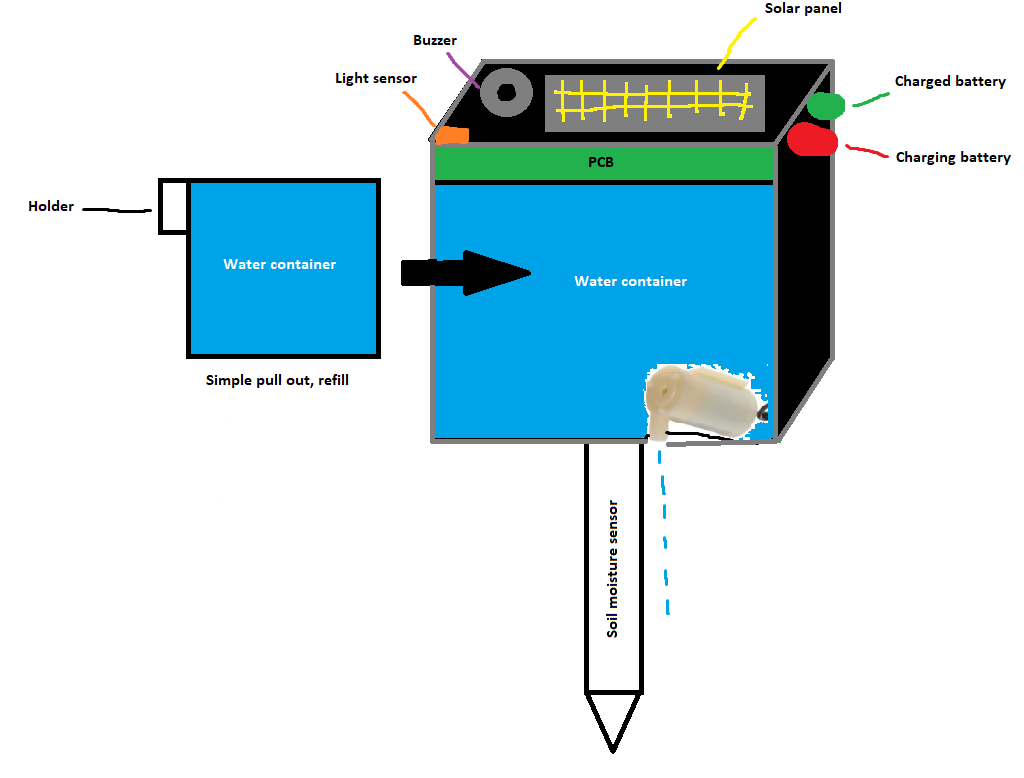 Solar panel
Buzzer
Light sensor
Charged battery
Charging battery
PCB
Holder
Water container
Water container
Simple pull out, refill
Soil moisture sensor